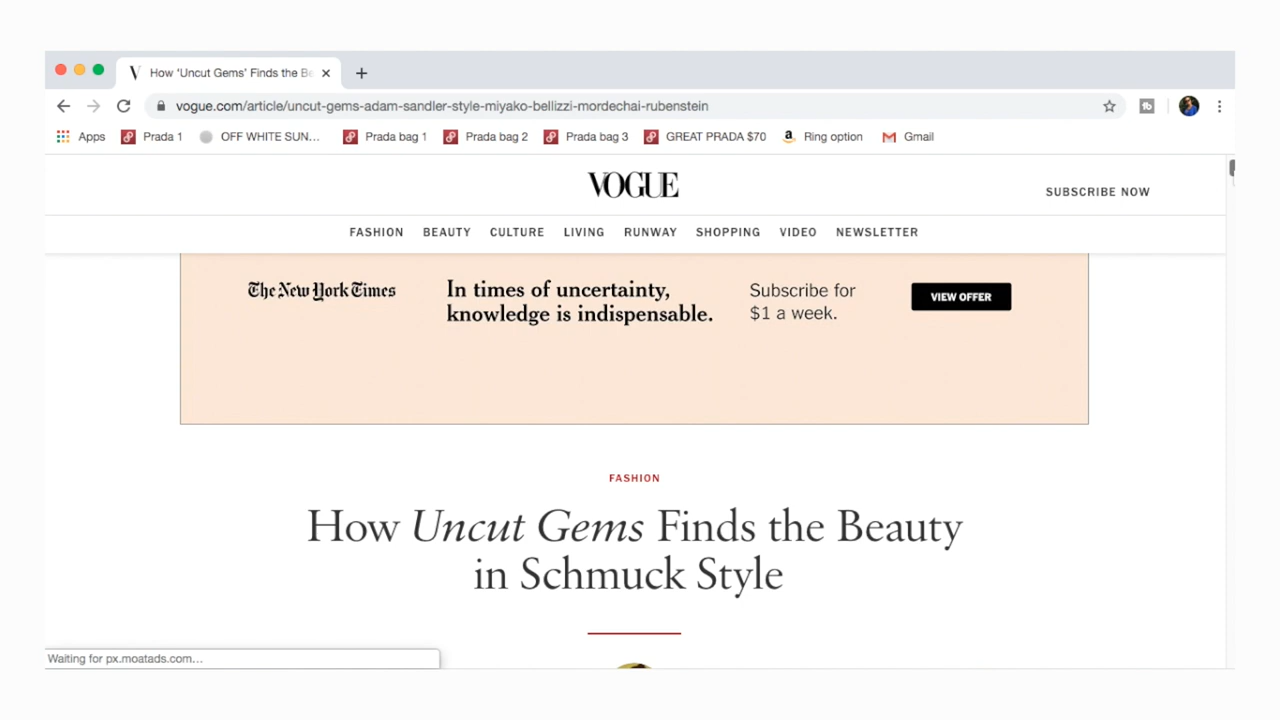 How 'Uncut Gems' Finds the Be
vogue.com/article/uncut-gems-adam-sandler-style-miyako-bellizzi-mordechai-rubenstein
Apps Prada 1 OFF WHITE SUN... Prada bag 1 Prada bag 2 Prada bag 3 GREAT PRADA $70 Ring option Gmail
VOGUE
SUBSCRIBE NOW
FASHION BEAUTY CULTURE LIVING RUNWAY SHOPPING VIDEO NEWSLETTER
The New York Times
In times of uncertainty,
knowledge is indispensable.
Subscribe for
$1 a week.
VIEW OFFER
FASHION
How Uncut Gems Finds the Beauty
in Schmuck Style
Waiting for px.moatads.com...